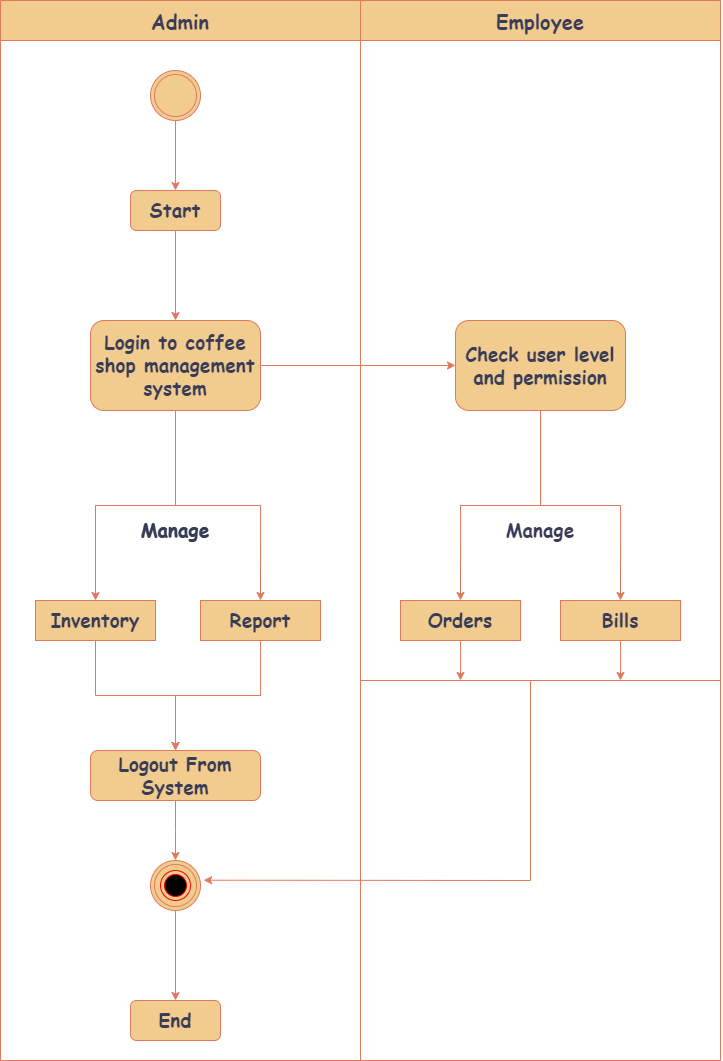 Admin
Employee
Start
Login to coffee
shop management
system
Check user level
and permission
Manage
Manage
Inventory
Report
Orders
Bills
Logout From
System
End